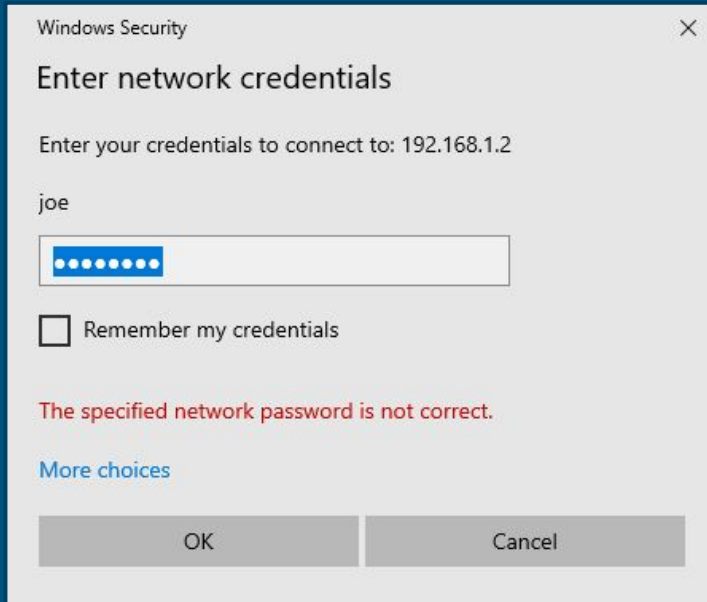 Windows Security
Enter network credentials
Enter your credentials to connect to: 192.168.1.2
joe
••••••••
Remember my credentials
The specified network password is not correct.
More choices
OK
Cancel